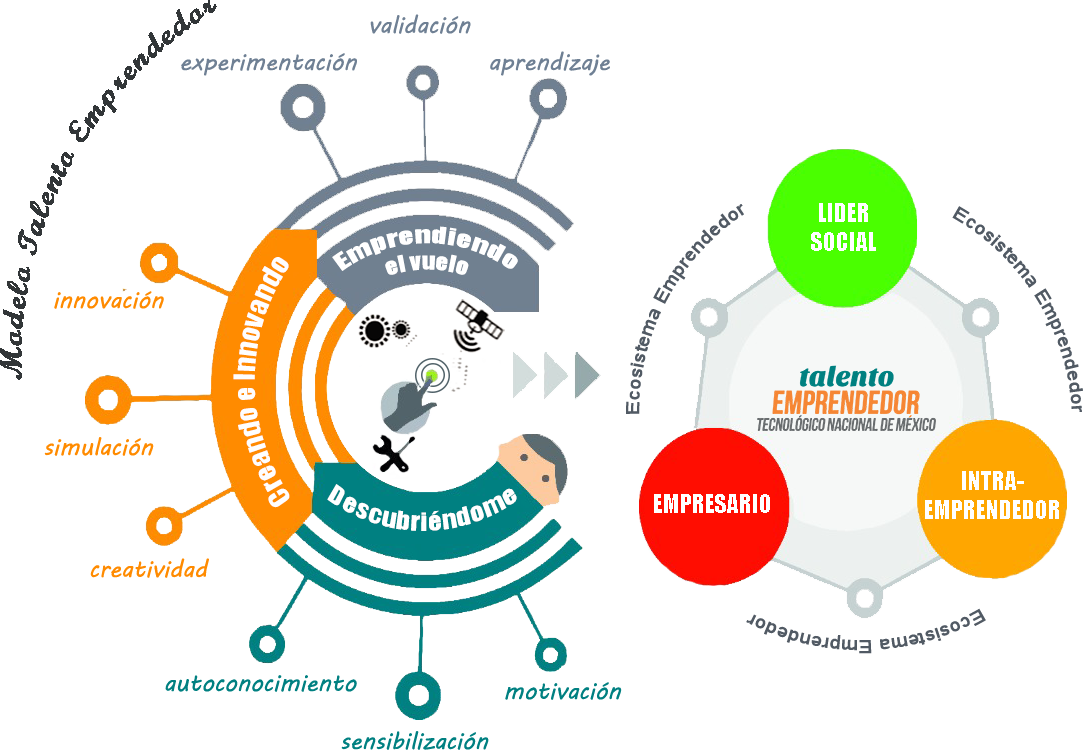 Modelo Talento Emprendedor
validación
experimentación
aprendizaje
Emprendiendo
el vuelo
innovación
simulación
creatividad
Creando e Innovando
Descubriéndome
autoconocimiento
sensibilización
motivación
LIDER
SOCIAL
Ecosistema Emprendedor
Ecosistema Emprendedor
talento
EMPRENDEDOR
TECNOLÓGICO NACIONAL DE MÉXICO
EMPRESARIO
INTRA-
EMPRENDEDOR
Ecosistema Emprendedor